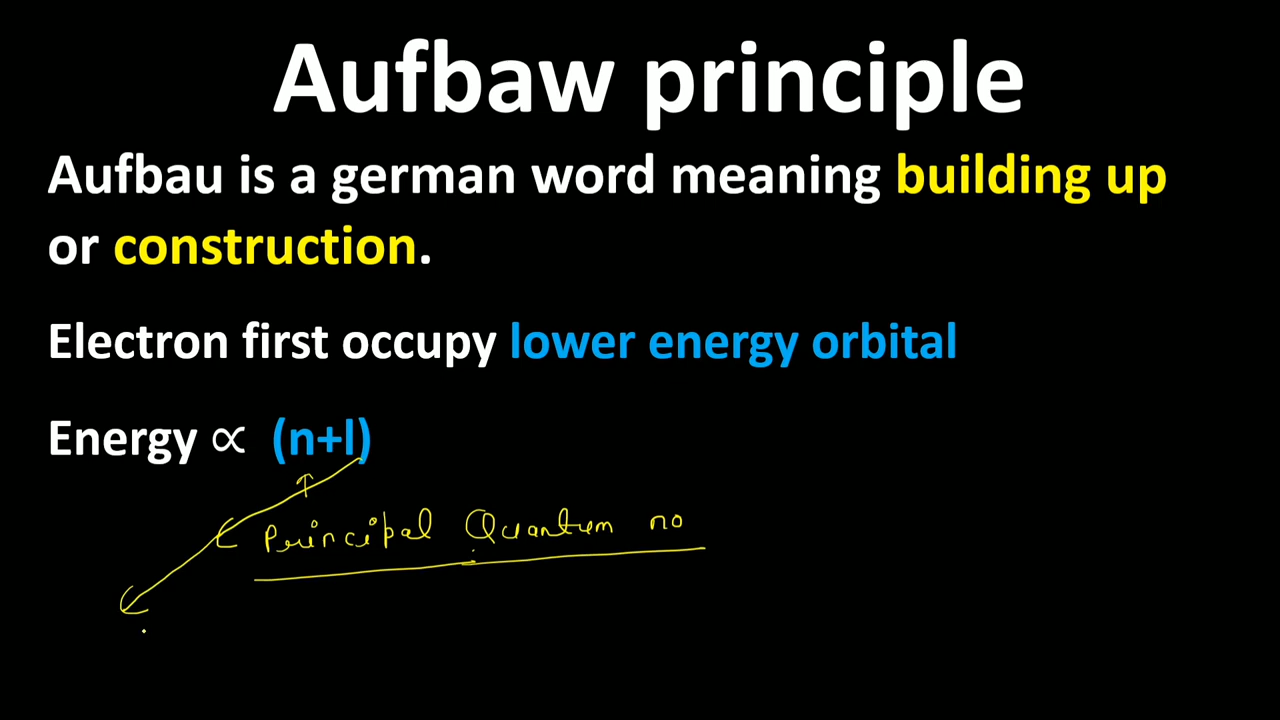 Aufbaw principle
Aufbau is a german word meaning building up
or construction.
Electron first occupy lower energy orbital
Energy ∝ (n+l)
Principal Quantum no